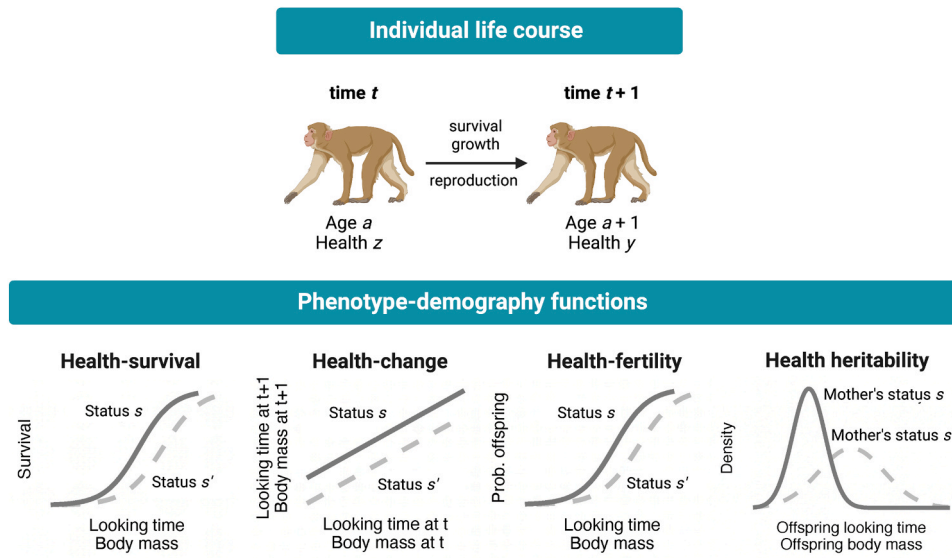 Individual life course
time t
time t + 1
survival
growth
reproduction
Age a
Health z
Age a + 1
Health y
Phenotype-demography functions
Health-survival
Survival
Status s
Status s'
Looking time
Body mass
Health-change
Looking time at t+1
Body mass at t+1
Status s
Status s'
Looking time at t
Body mass at t
Health-fertility
Prob. offspring
Status s
Status s'
Looking time
Body mass
Health heritability
Density
Mother's status s
Mother's status s
Offspring looking time
Offspring body mass